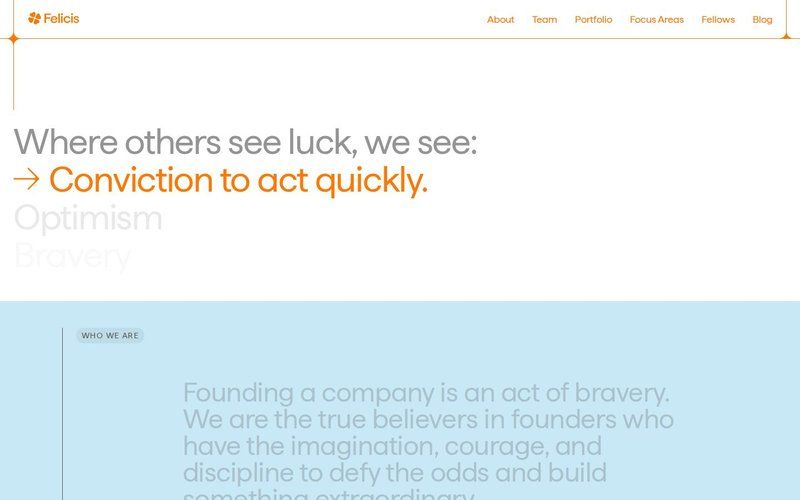 Felicis
About Team Portfolio Focus Areas Fellows Blog
Where others see luck, we see:
→ Conviction to act quickly.
Optimism
Bravery
WHO WE ARE
Founding a company is an act of bravery.
We are the true believers in founders who
have the imagination, courage, and
discipline to defy the odds and build
something extraordinary.